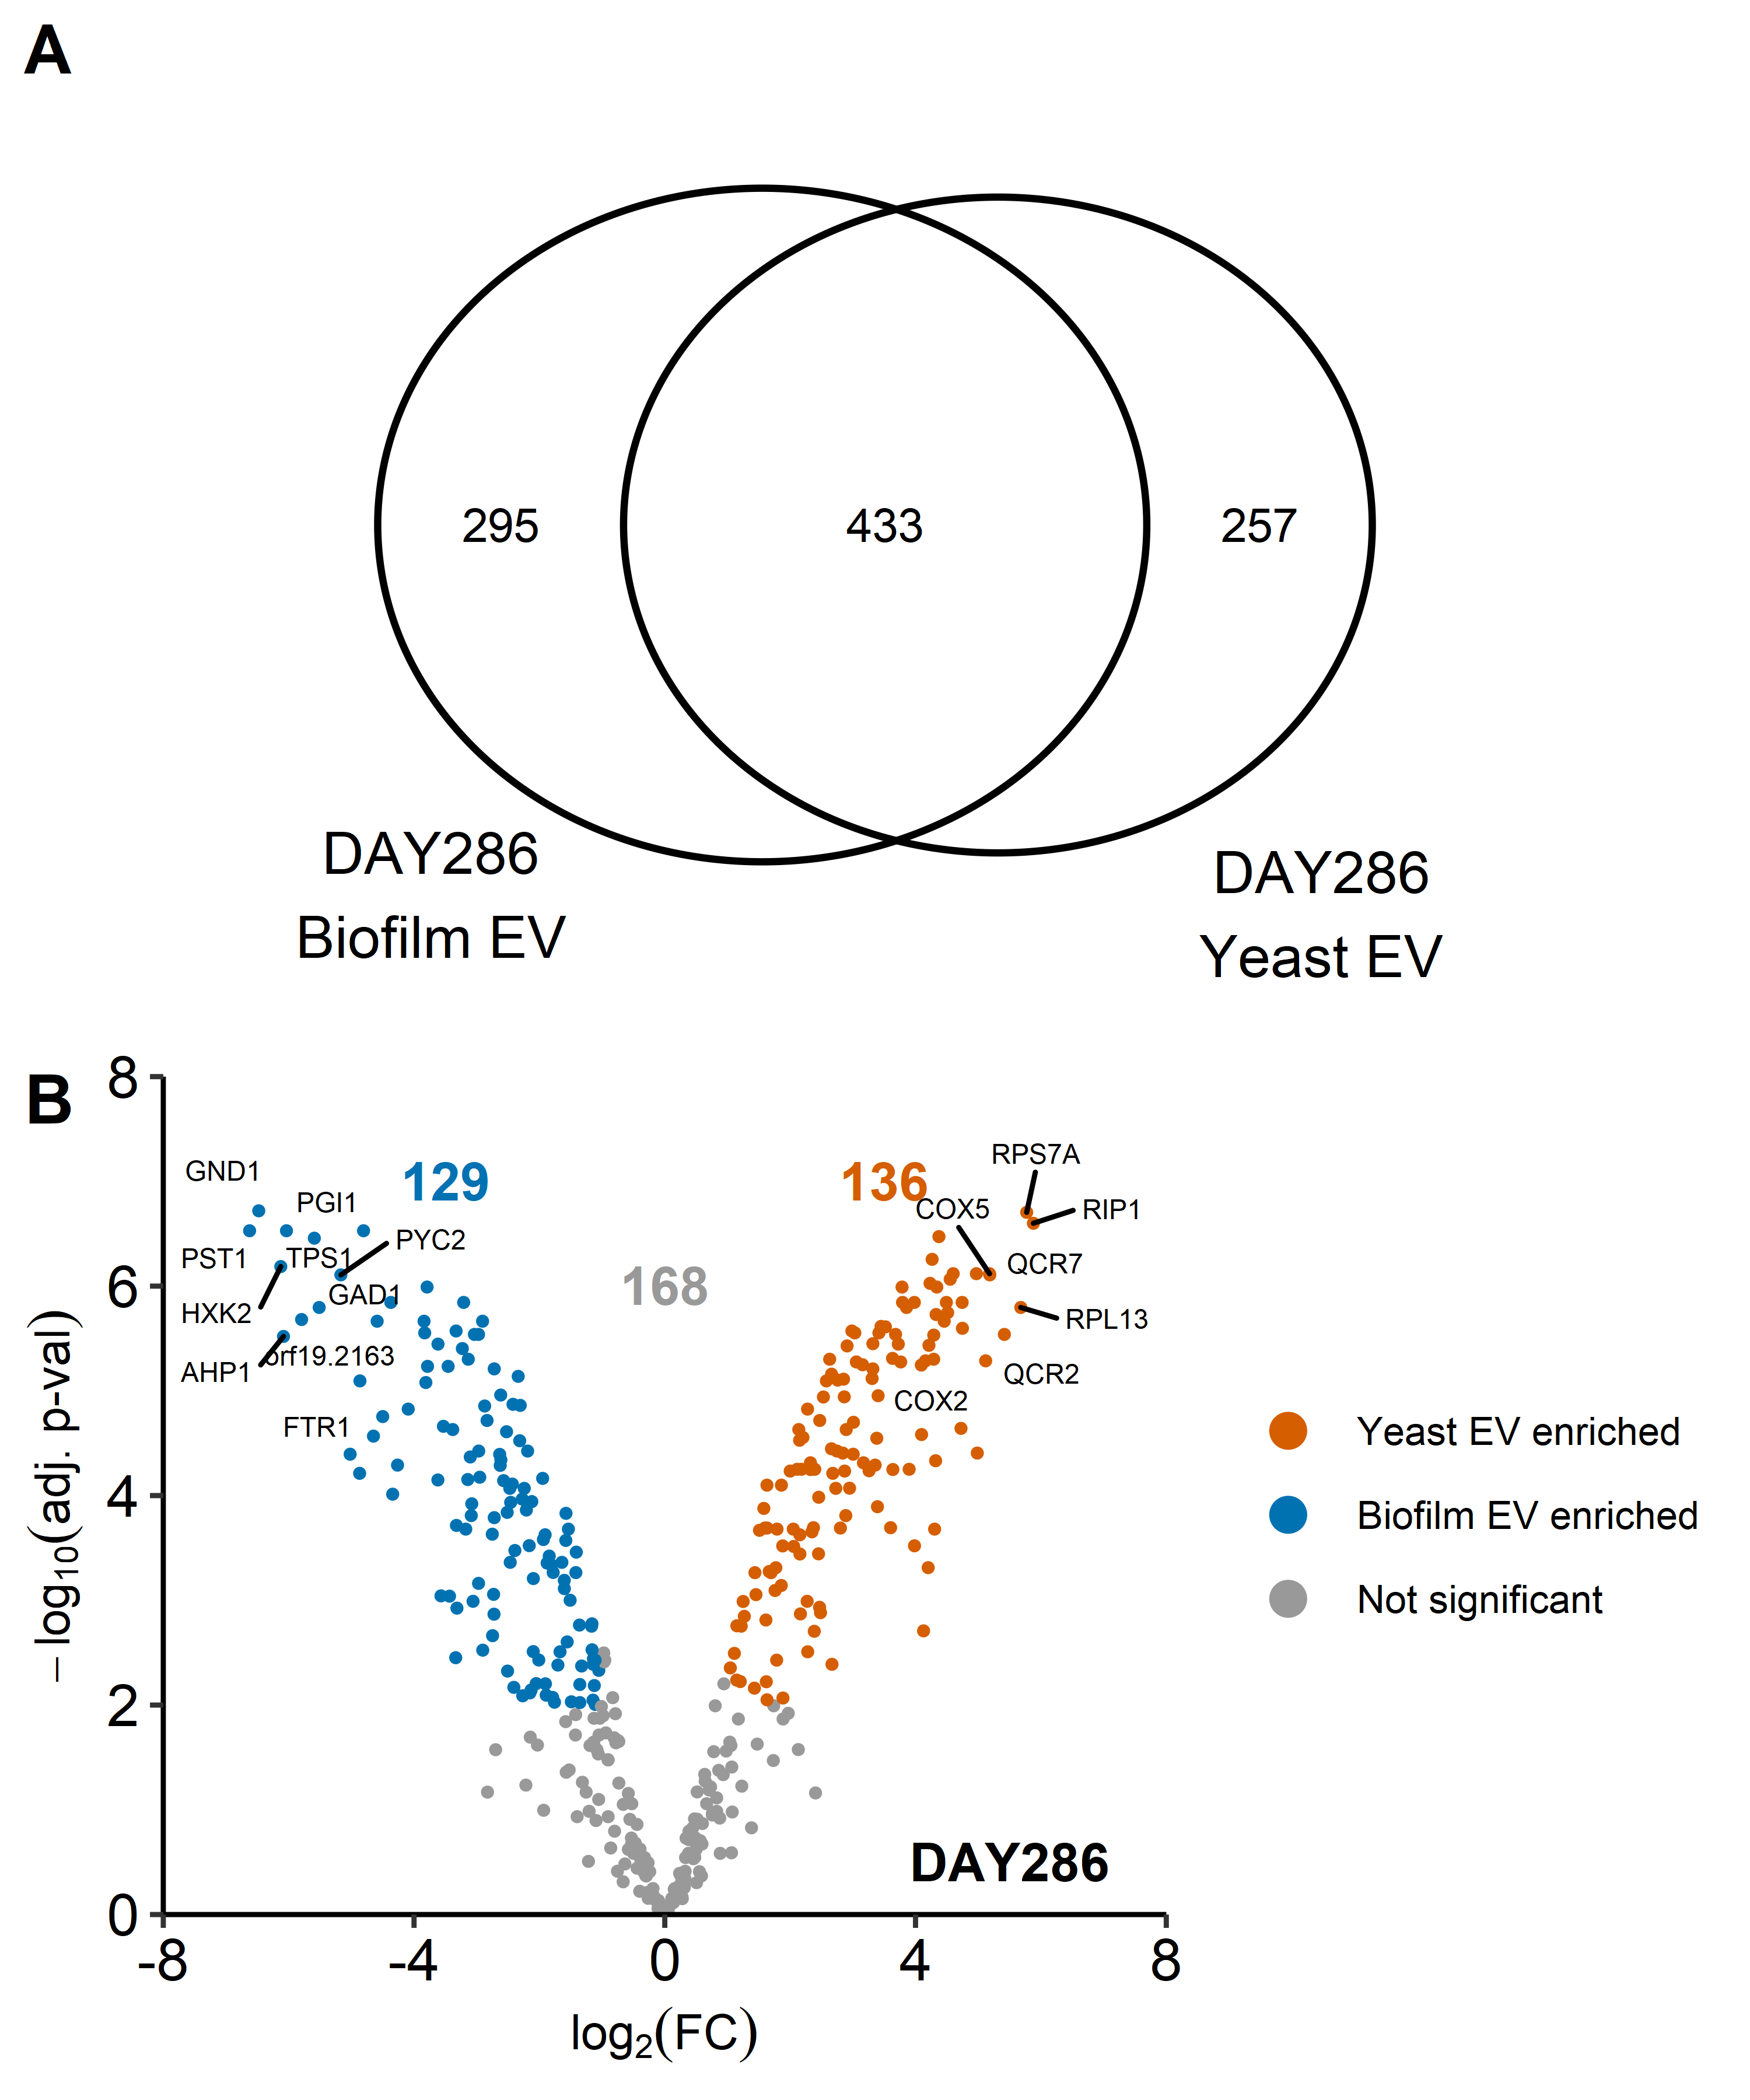 A
295
433
257
DAY286
Biofilm EV
DAY286
Yeast EV
B
8
6
4
2
0
-8
-4
0
4
8
−log10(adj. p-val)
log2(FC)
129
136
168
GND1
PGI1
PST1
TPS1
PYC2
HXK2
GAD1
AHP1
orf19.2163
FTR1
RPS7A
COX5
RIP1
QCR7
RPL13
QCR2
COX2
DAY286
Yeast EV enriched
Biofilm EV enriched
Not significant